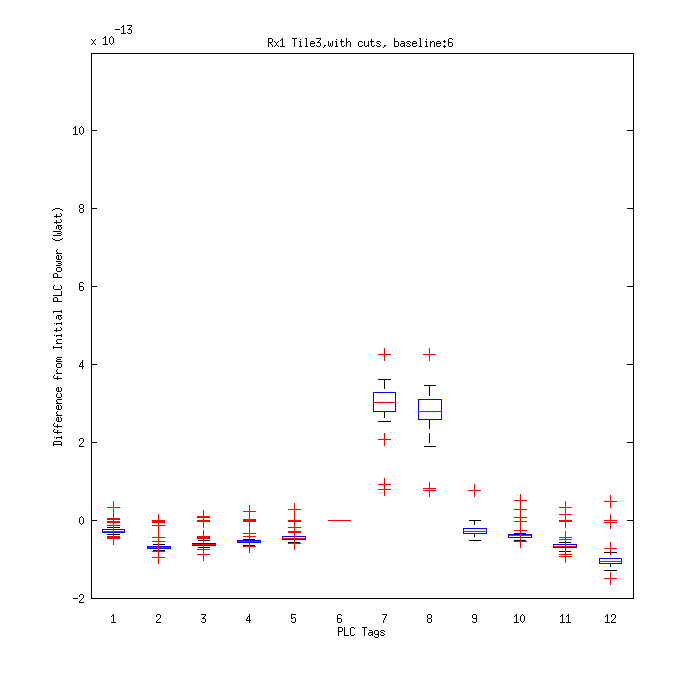 Rx1 Tile3,with cuts, baseline:6
x 10^-13
10
8
6
4
2
0
-2
Difference from Initial PLC Power (Watt)
1 2 3 4 5 6 7 8 9 10 11 12
PLC Tags